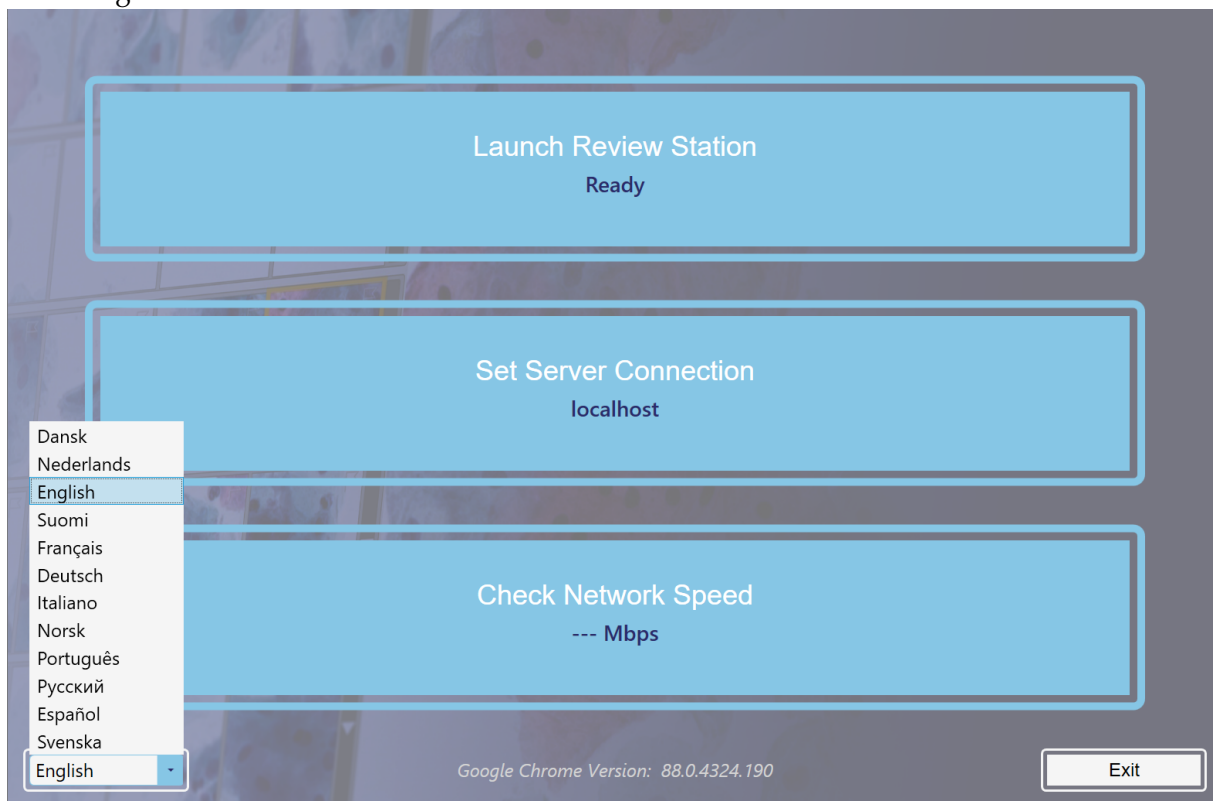 Launch Review Station
Ready
Set Server Connection
localhost
Check Network Speed
--- Mbps
Dansk
Nederlands
English
Suomi
Français
Deutsch
Italiano
Norsk
Português
Русский
Español
Svenska
English
Google Chrome Version: 88.0.4324.190
Exit